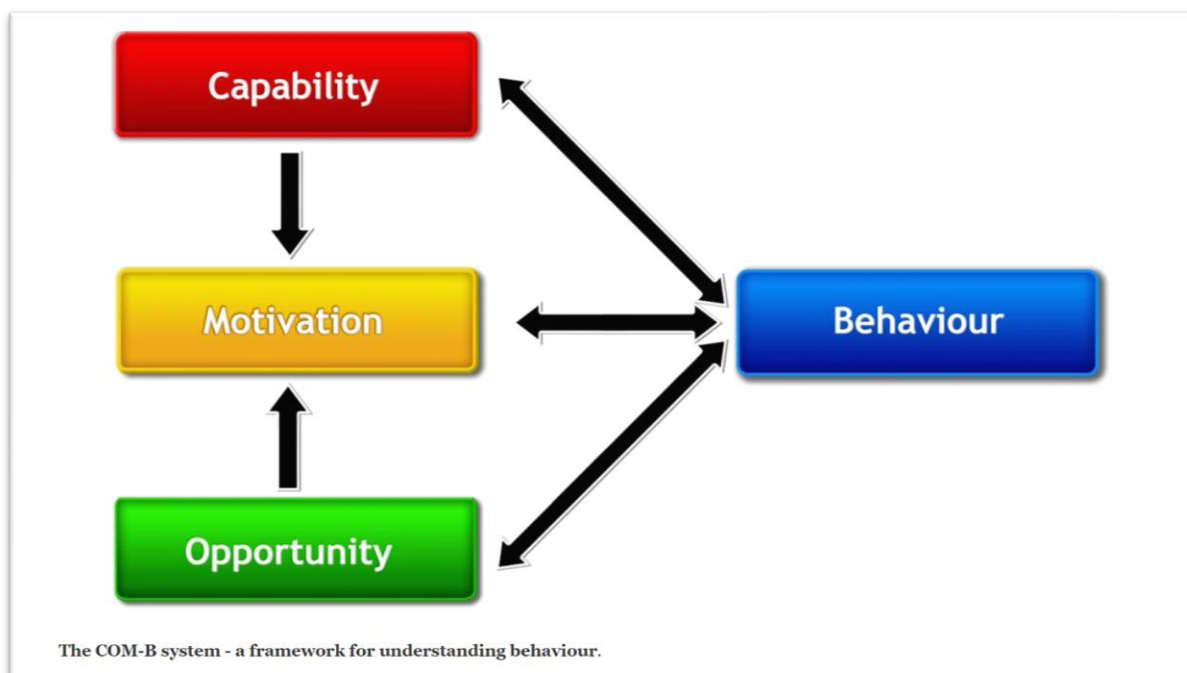 Capability
Motivation
Behaviour
Opportunity
The COM-B system - a framework for understanding behaviour.